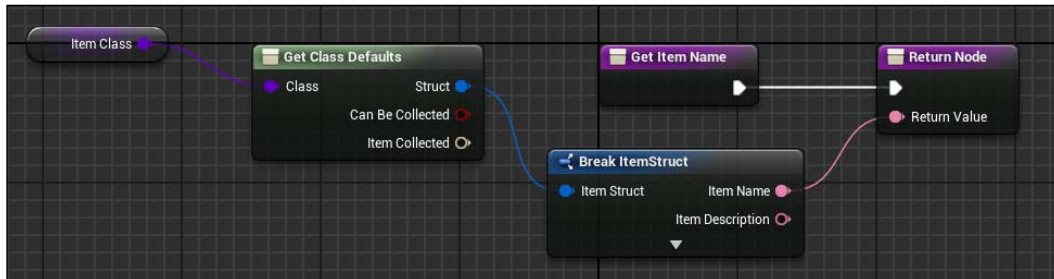 Item Class
Get Class Defaults
Class
Struct
Can Be Collected
Item Collected
Get Item Name
Return Node
Return Value
Break ItemStruct
Item Struct
Item Name
Item Description